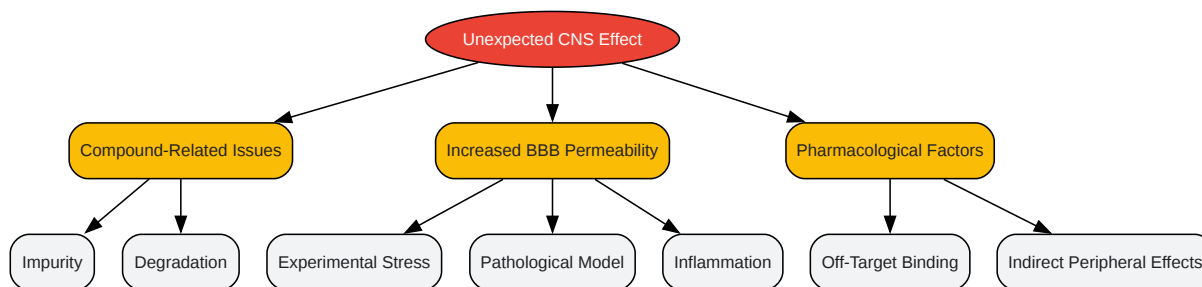 Unexpected CNS Effect
Compound-Related Issues
Increased BBB Permeability
Pharmacological Factors
Impurity
Degradation
Experimental Stress
Pathological Model
Inflammation
Off-Target Binding
Indirect Peripheral Effects